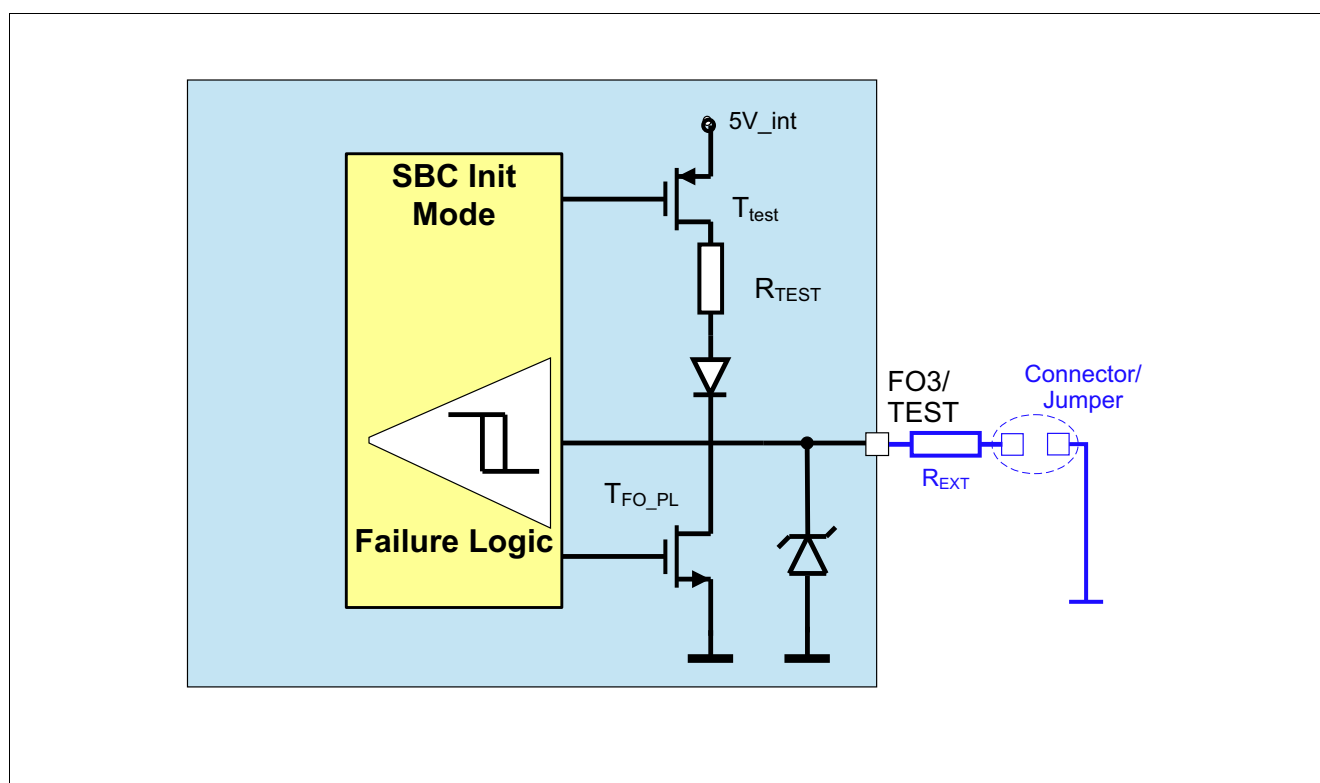 5V_int
SBC Init
Mode
Ttest
RTEST
FO3/
TEST
Connector/
Jumper
REXT
TFO_PL
Failure Logic